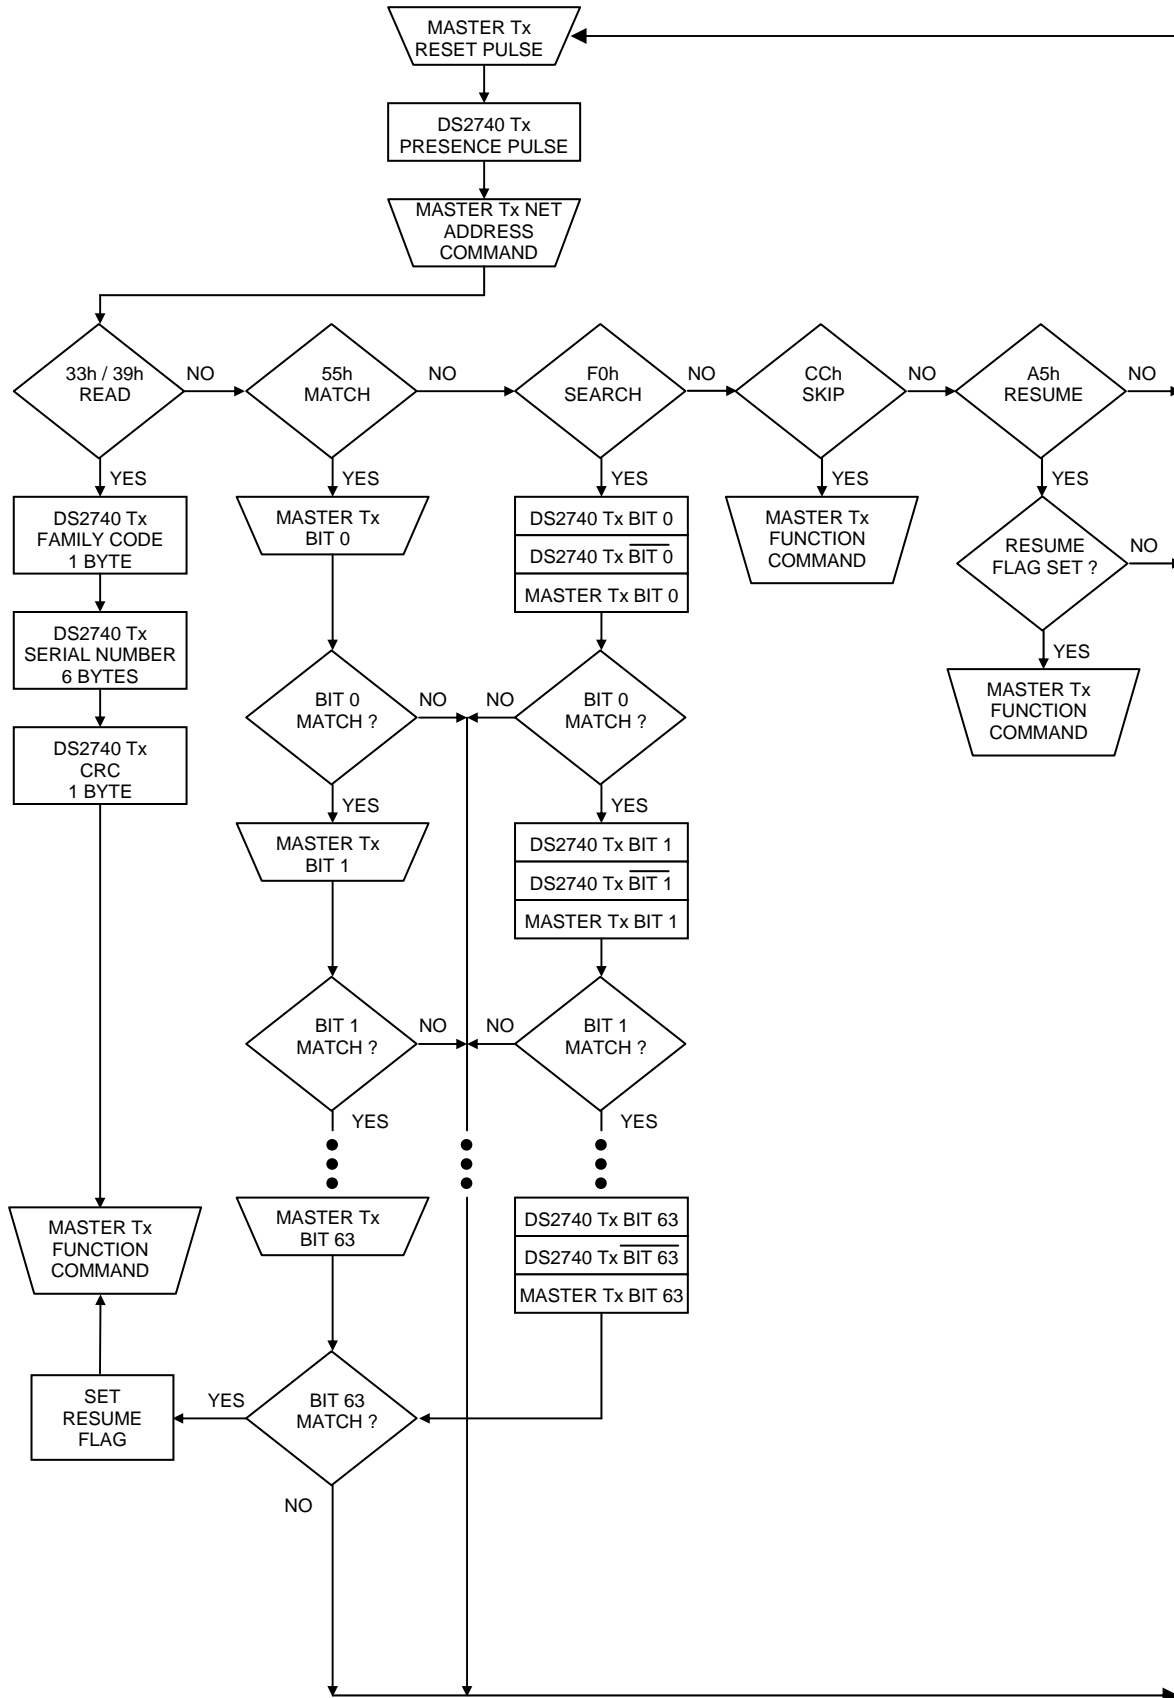 MASTER Tx
RESET PULSE
DS2740 Tx
PRESENCE PULSE
MASTER Tx NET
ADDRESS
COMMAND
33h / 39h
READ
NO
55h
MATCH
NO
F0h
SEARCH
NO
CCh
SKIP
NO
A5h
RESUME
NO
YES
YES
YES
YES
YES
DS2740 Tx
FAMILY CODE
1 BYTE
MASTER Tx
BIT 0
DS2740 Tx BIT 0
DS2740 Tx B̅I̅T̅ ̅0̅
MASTER Tx BIT 0
MASTER Tx
FUNCTION
COMMAND
RESUME
FLAG SET ?
NO
YES
DS2740 Tx
SERIAL NUMBER
6 BYTES
MASTER Tx
FUNCTION
COMMAND
BIT 0
MATCH ?
NO
NO
BIT 0
MATCH ?
DS2740 Tx
CRC
1 BYTE
YES
YES
MASTER Tx
BIT 1
DS2740 Tx BIT 1
DS2740 Tx B̅I̅T̅ ̅1̅
MASTER Tx BIT 1
BIT 1
MATCH ?
NO
NO
BIT 1
MATCH ?
YES
YES
MASTER Tx
FUNCTION
COMMAND
MASTER Tx
BIT 63
DS2740 Tx BIT 63
DS2740 Tx B̅I̅T̅ ̅6̅3̅
MASTER Tx BIT 63
SET
RESUME
FLAG
YES
BIT 63
MATCH ?
NO